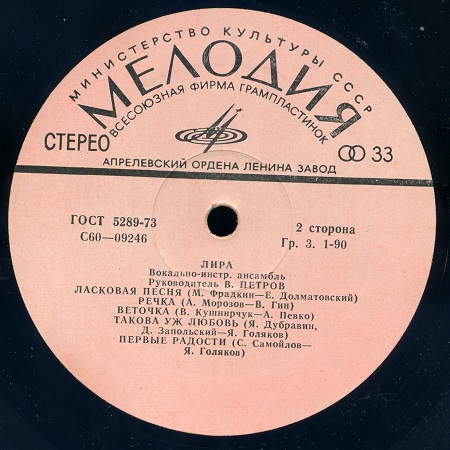 МИНИСТЕРСТВО КУЛЬТУРЫ СССР
МЕЛОДИЯ
ВСЕСОЮЗНАЯ ФИРМА ГРАМПЛАСТИНОК
СТЕРЕО
33
АПРЕЛЕВСКИЙ ОРДЕНА ЛЕНИНА ЗАВОД
ГОСТ 5289-73
2 сторона
С60—09246
Гр. 3. 1-90
ЛИРА
Вокально-инстр. ансамбль
Руководитель В. ПЕТРОВ
ЛАСКОВАЯ ПЕСНЯ (М. Фрадкин—Е. Долматовский)
РЕЧКА (А. Морозов—В. Гин)
ВЕТОЧКА (В. Кушнирчук—А. Певко)
ТАКОВА УЖ ЛЮБОВЬ (Я. Дубравин,
Д. Запольский—Я. Голяков)
ПЕРВЫЕ РАДОСТИ (С. Самойлов—
Я. Голяков)